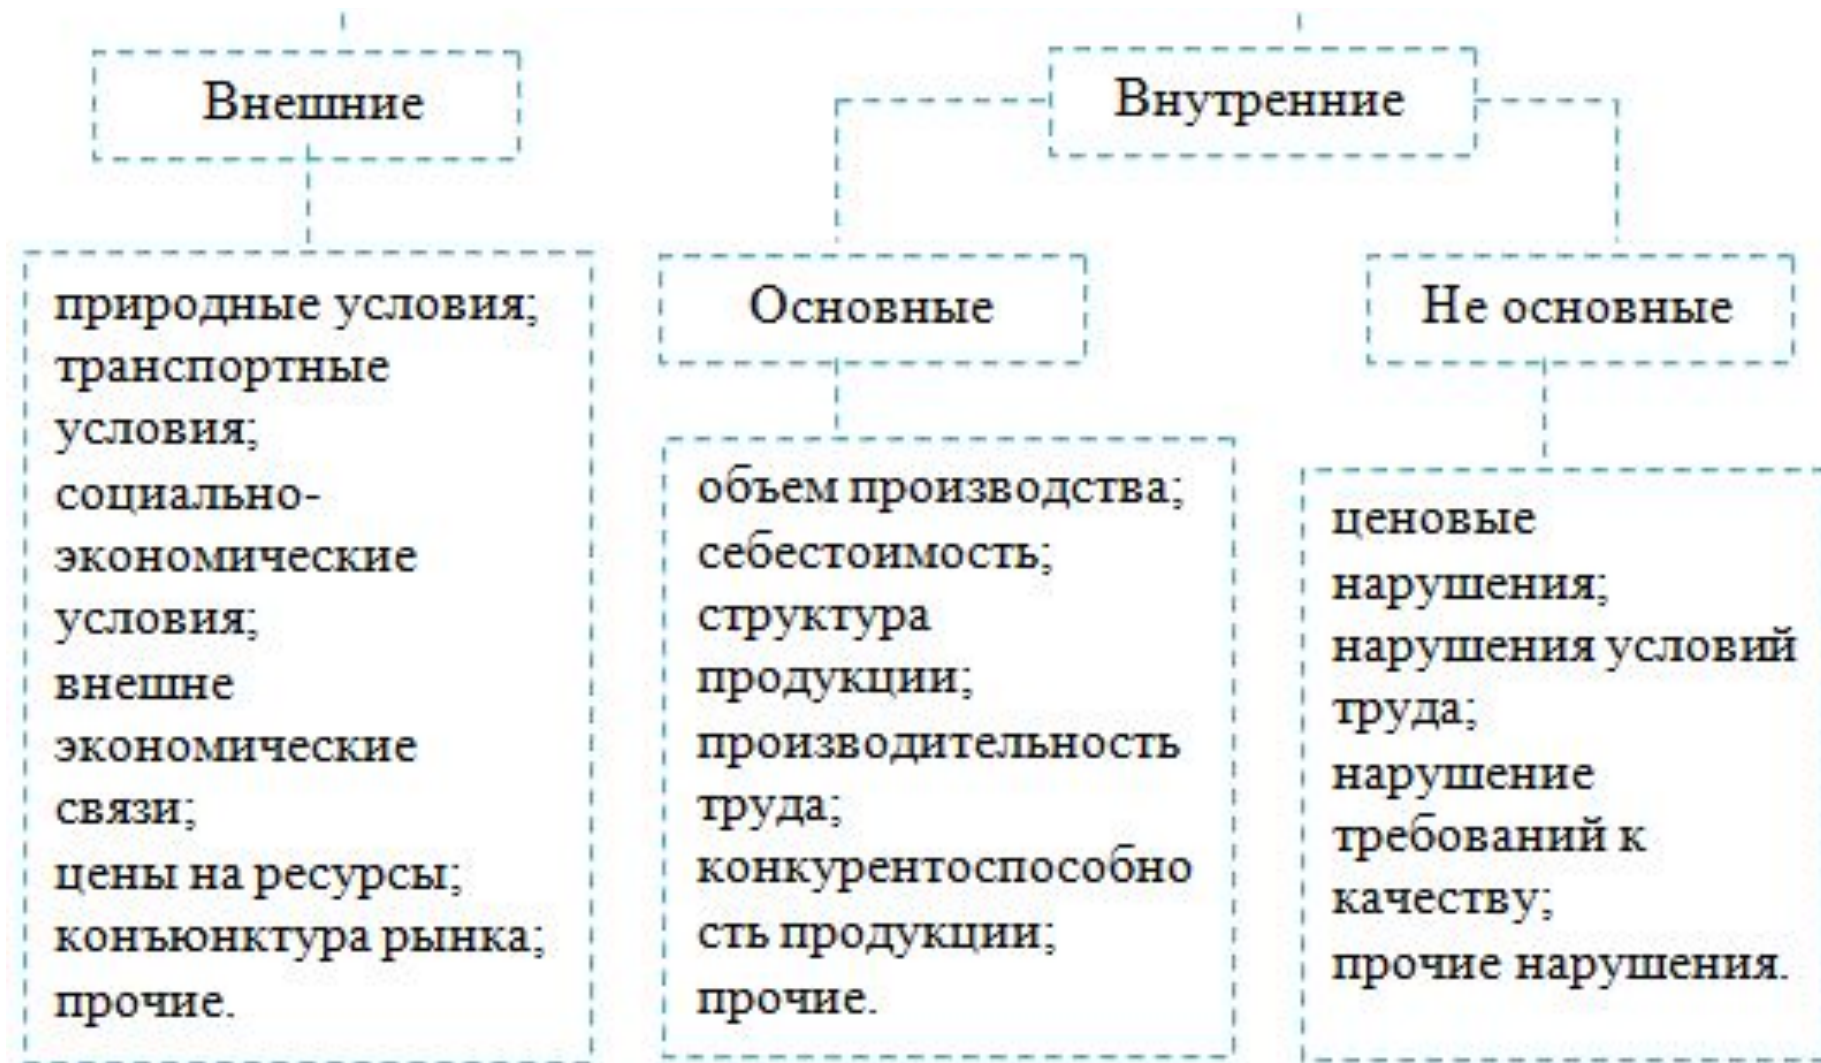 Внешние
Внутренние
природные условия;
транспортные
условия;
социально-
экономические
условия;
внешне
экономические
связи;
цены на ресурсы;
конъюнктура рынка;
прочие.
Основные
объем производства;
себестоимость;
структура
продукции;
производительность
труда;
конкурентоспособно
сть продукции;
прочие.
Не основные
ценовые
нарушения;
нарушения условий
труда;
нарушение
требований к
качеству;
прочие нарушения.